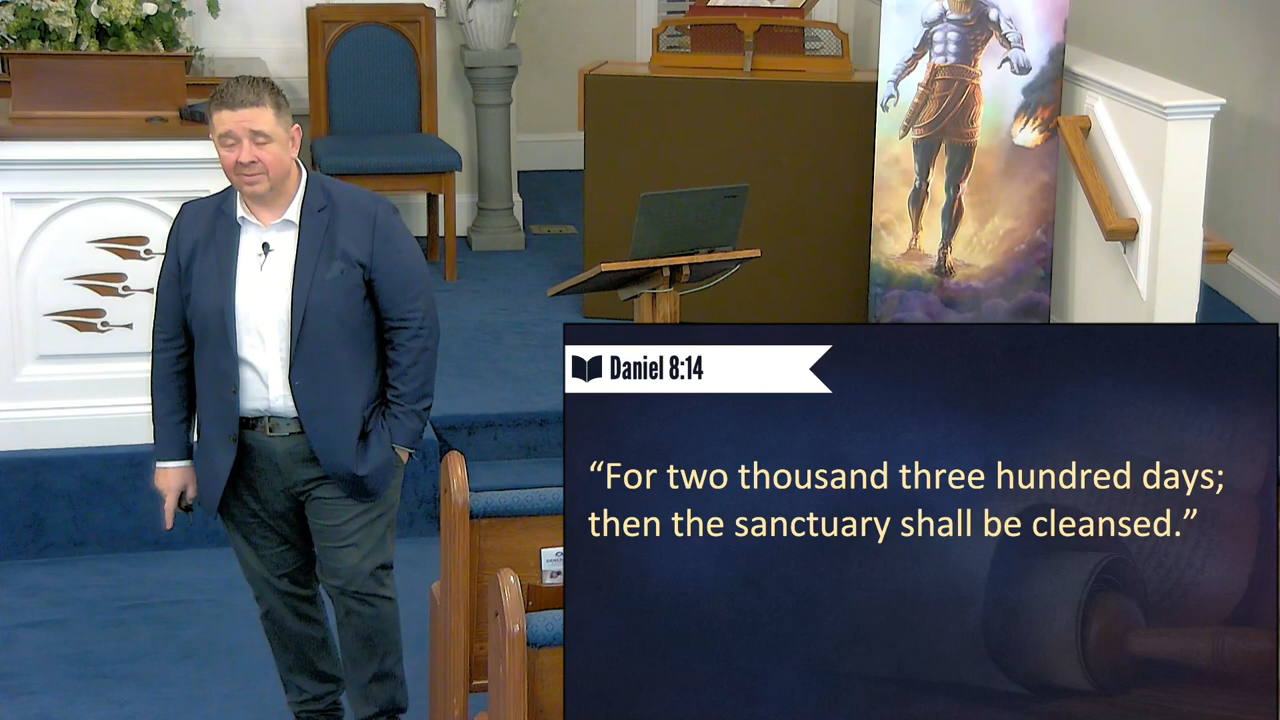 Daniel 8:14
“For two thousand three hundred days;
then the sanctuary shall be cleansed.”